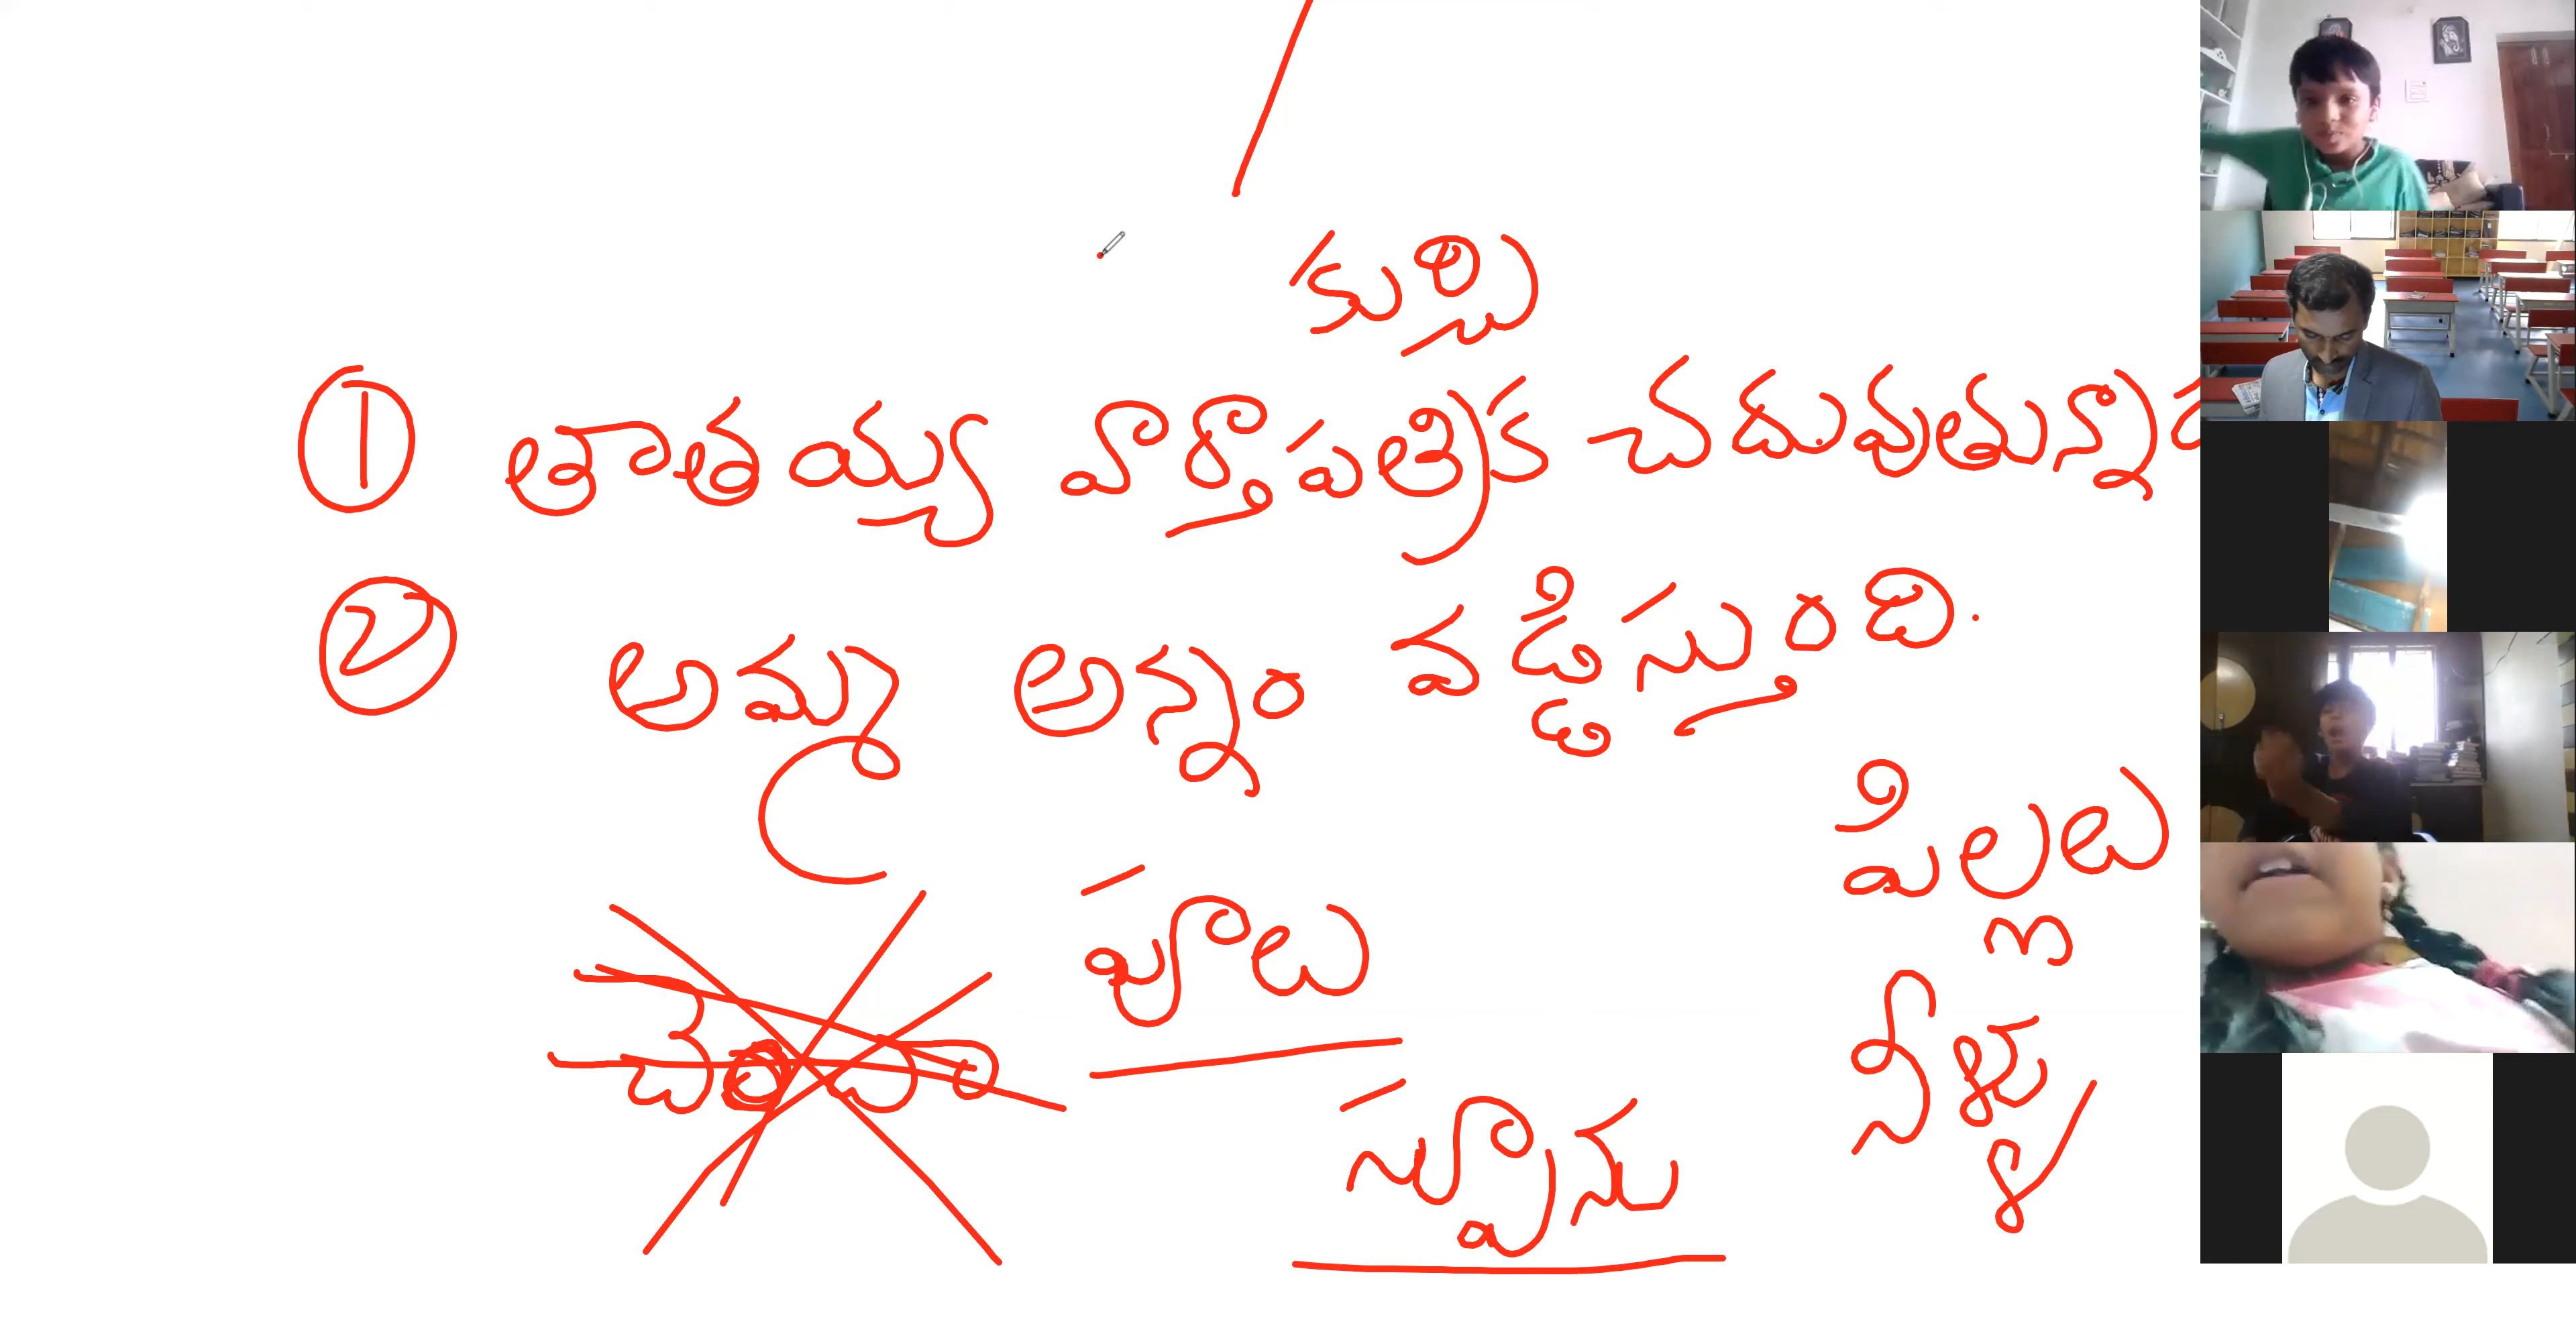 కుర్సి
1 తాతయ్య వార్తాపత్రిక చదువుతున్నా
2 అమ్మ అన్నం వడ్డిస్తుంది.
పిల్లలు
పూలు
నీళ్ళు
స్పూను